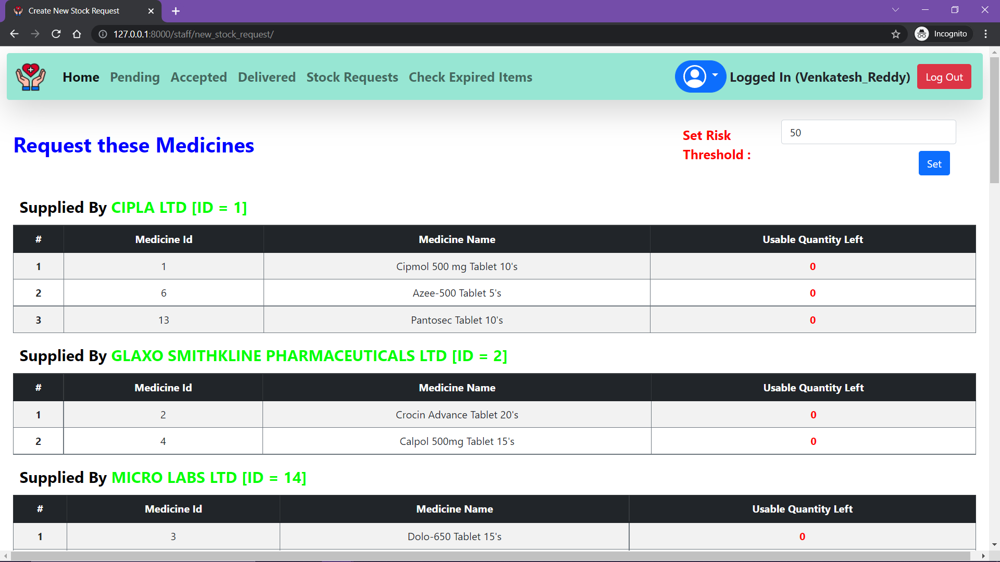 Create New Stock Request
127.0.0.1:8000/staff/new_stock_request/
Incognito
Home Pending Accepted Delivered Stock Requests Check Expired Items Logged In (Venkatesh_Reddy) Log Out
Request these Medicines
Set Risk
Threshold :
50
Set
Supplied By CIPLA LTD [ID = 1]
# Medicine Id Medicine Name Usable Quantity Left
1 1 Cipmol 500 mg Tablet 10's 0
2 6 Azee-500 Tablet 5's 0
3 13 Pantosec Tablet 10's 0
Supplied By GLAXO SMITHKLINE PHARMACEUTICALS LTD [ID = 2]
# Medicine Id Medicine Name Usable Quantity Left
1 2 Crocin Advance Tablet 20's 0
2 4 Calpol 500mg Tablet 15's 0
Supplied By MICRO LABS LTD [ID = 14]
# Medicine Id Medicine Name Usable Quantity Left
1 3 Dolo-650 Tablet 15's 0